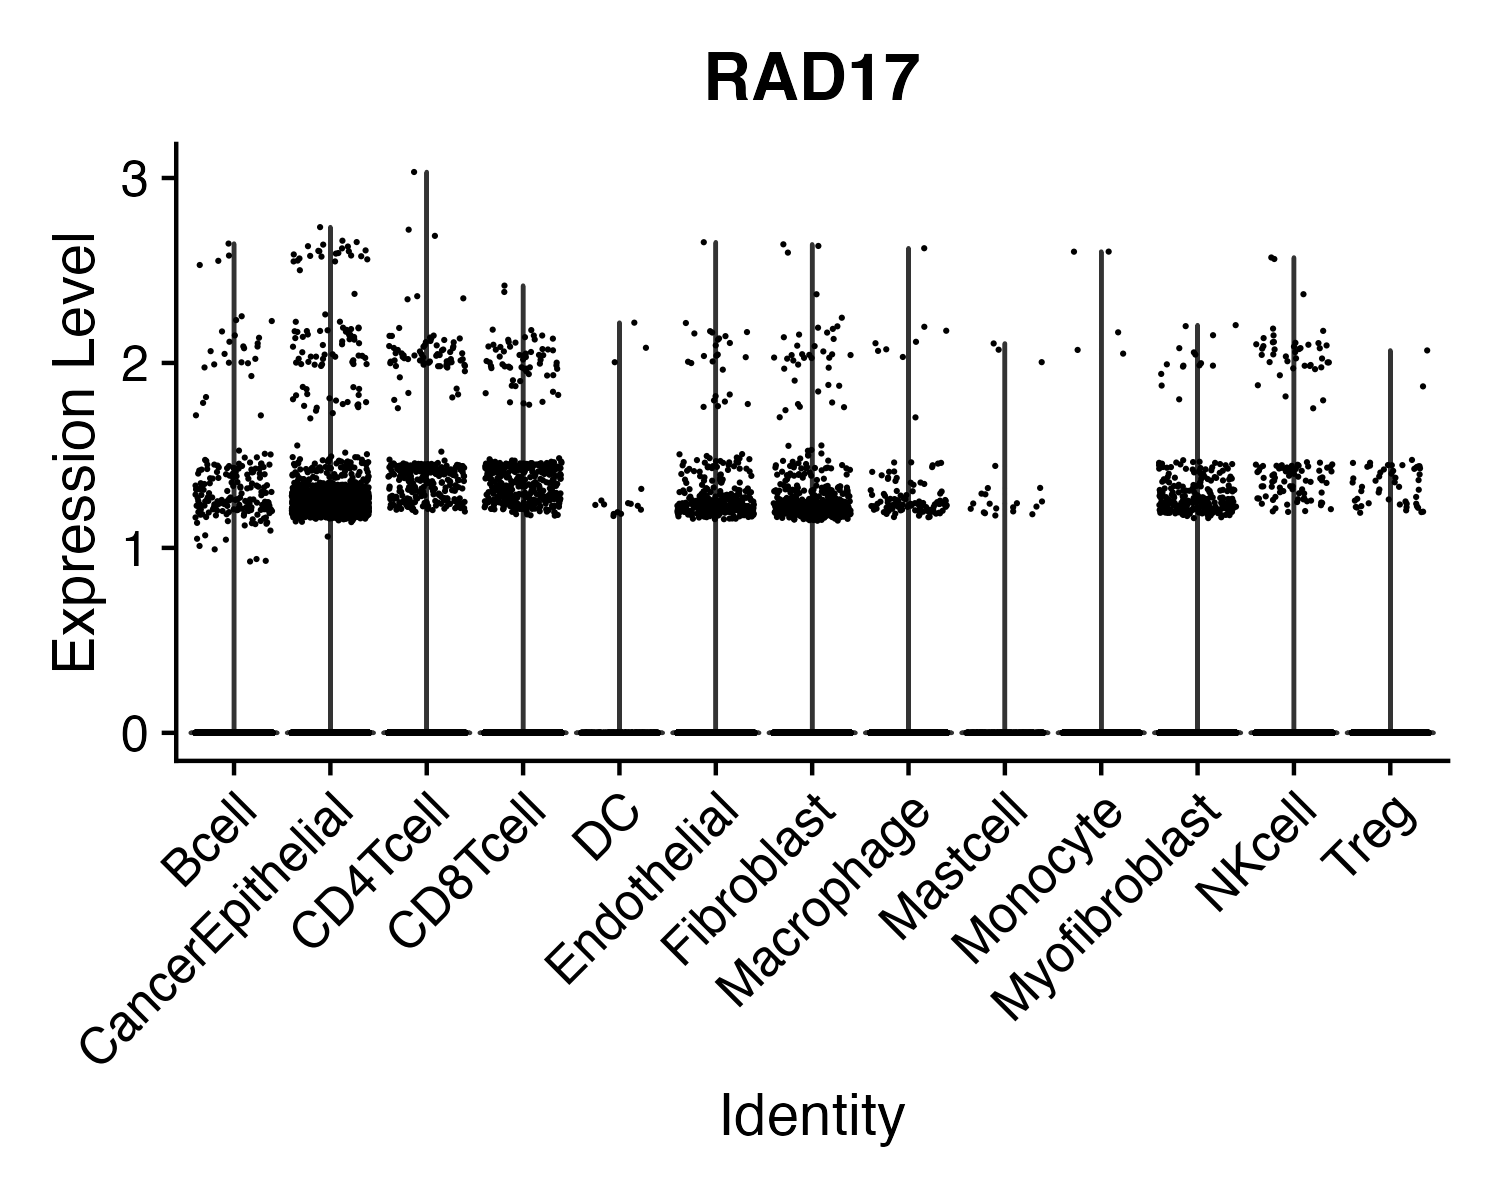 RAD17
Expression Level
3
2
1
0
Bcell
CancerEpithelial
CD4Tcell
CD8Tcell
DC
Endothelial
Fibroblast
Macrophage
Mastcell
Monocyte
Myofibroblast
NKcell
Treg
Identity